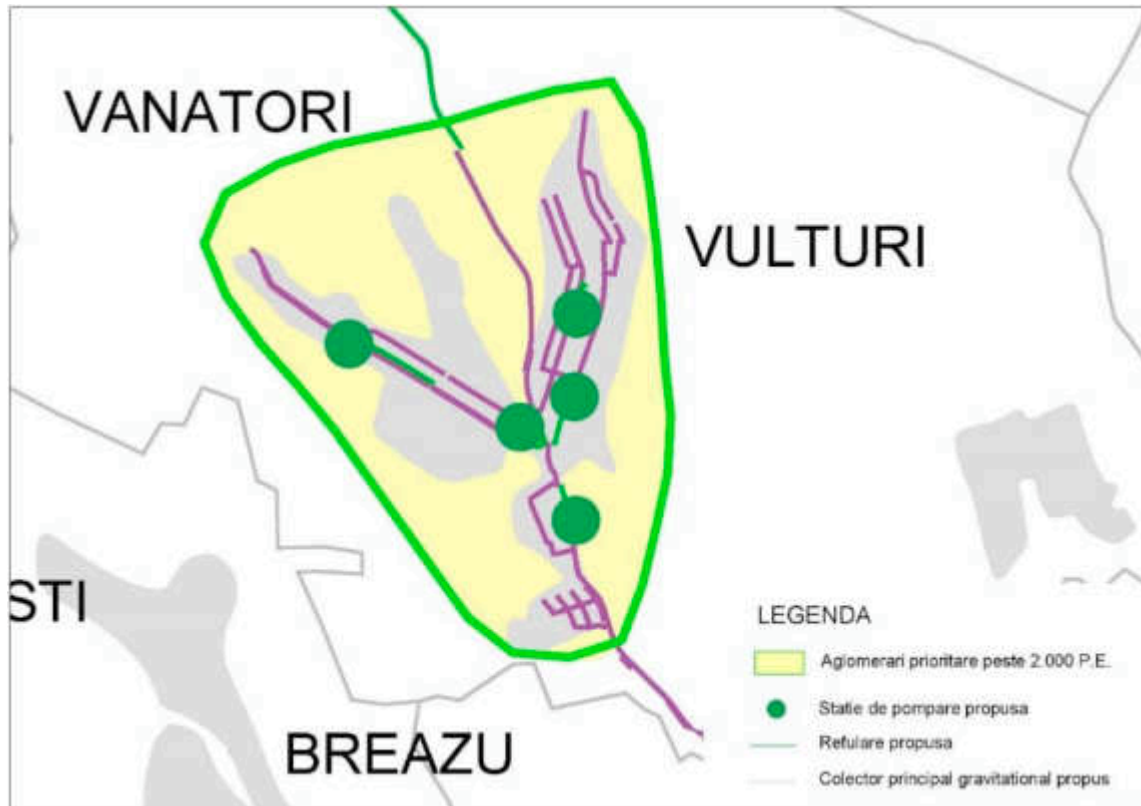 VANATORI
VULTURI
STI
BREAZU
LEGENDA
Aglomerari prioritare peste 2.000 P.E.
Statie de pompare propusa
Refulare propusa
Colector principal gravitational propus